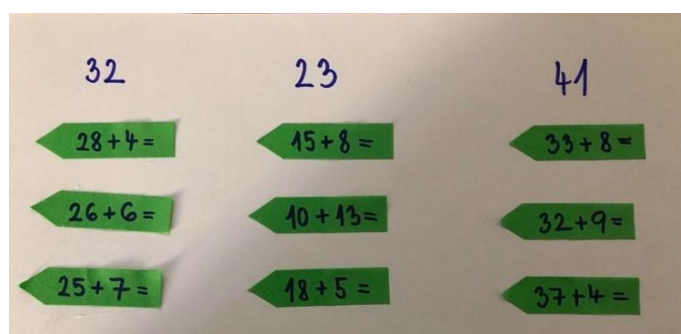 32 23 41
28+4= 15+8= 33+8=
26+6= 10+13= 32+9=
25+7= 18+5= 37+4=